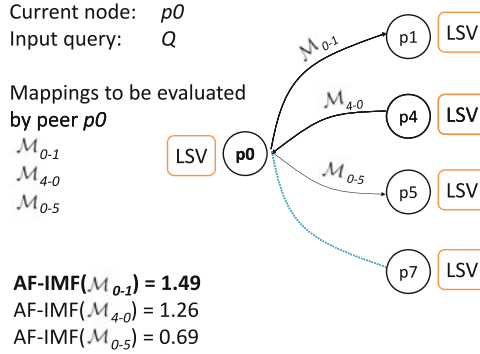 Current node: p0
Input query: Q
Mappings to be evaluated
by peer p0
M0-1
M4-0
M0-5
AF-IMF(M0-1) = 1.49
AF-IMF(M4-0) = 1.26
AF-IMF(M0-5) = 0.69
LSV p0
M0-1
p1 LSV
M4-0
p4 LSV
M0-5
p5 LSV
p7 LSV